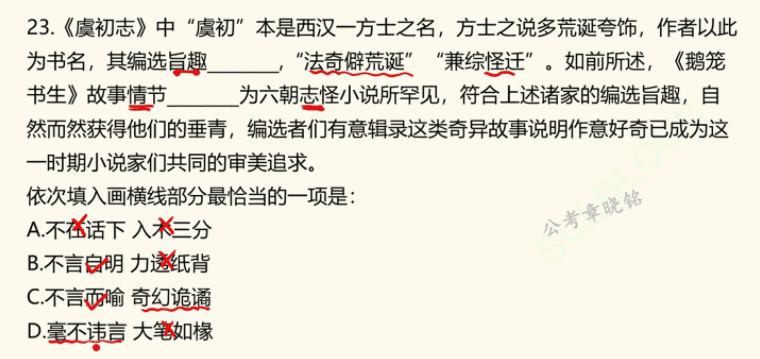 23.《虞初志》中“虞初”本是西汉一方士之名，方士之说多荒诞夸饰，作者以此
为书名，其编选旨趣________，“法奇僻荒诞”“兼综怪迂”。如前所述，《鹅笼
书生》故事情节________为六朝志怪小说所罕见，符合上述诸家的编选旨趣，自
然而然获得他们的垂青，编选者们有意辑录这类奇异故事说明作意好奇已成为这
一时期小说家们共同的审美追求。
依次填入画横线部分最恰当的一项是：
公考章晓铭
A.不在话下 入木三分
B.不言自明 力透纸背
C.不言而喻 奇幻诡谲
D.毫不讳言 大笔如椽